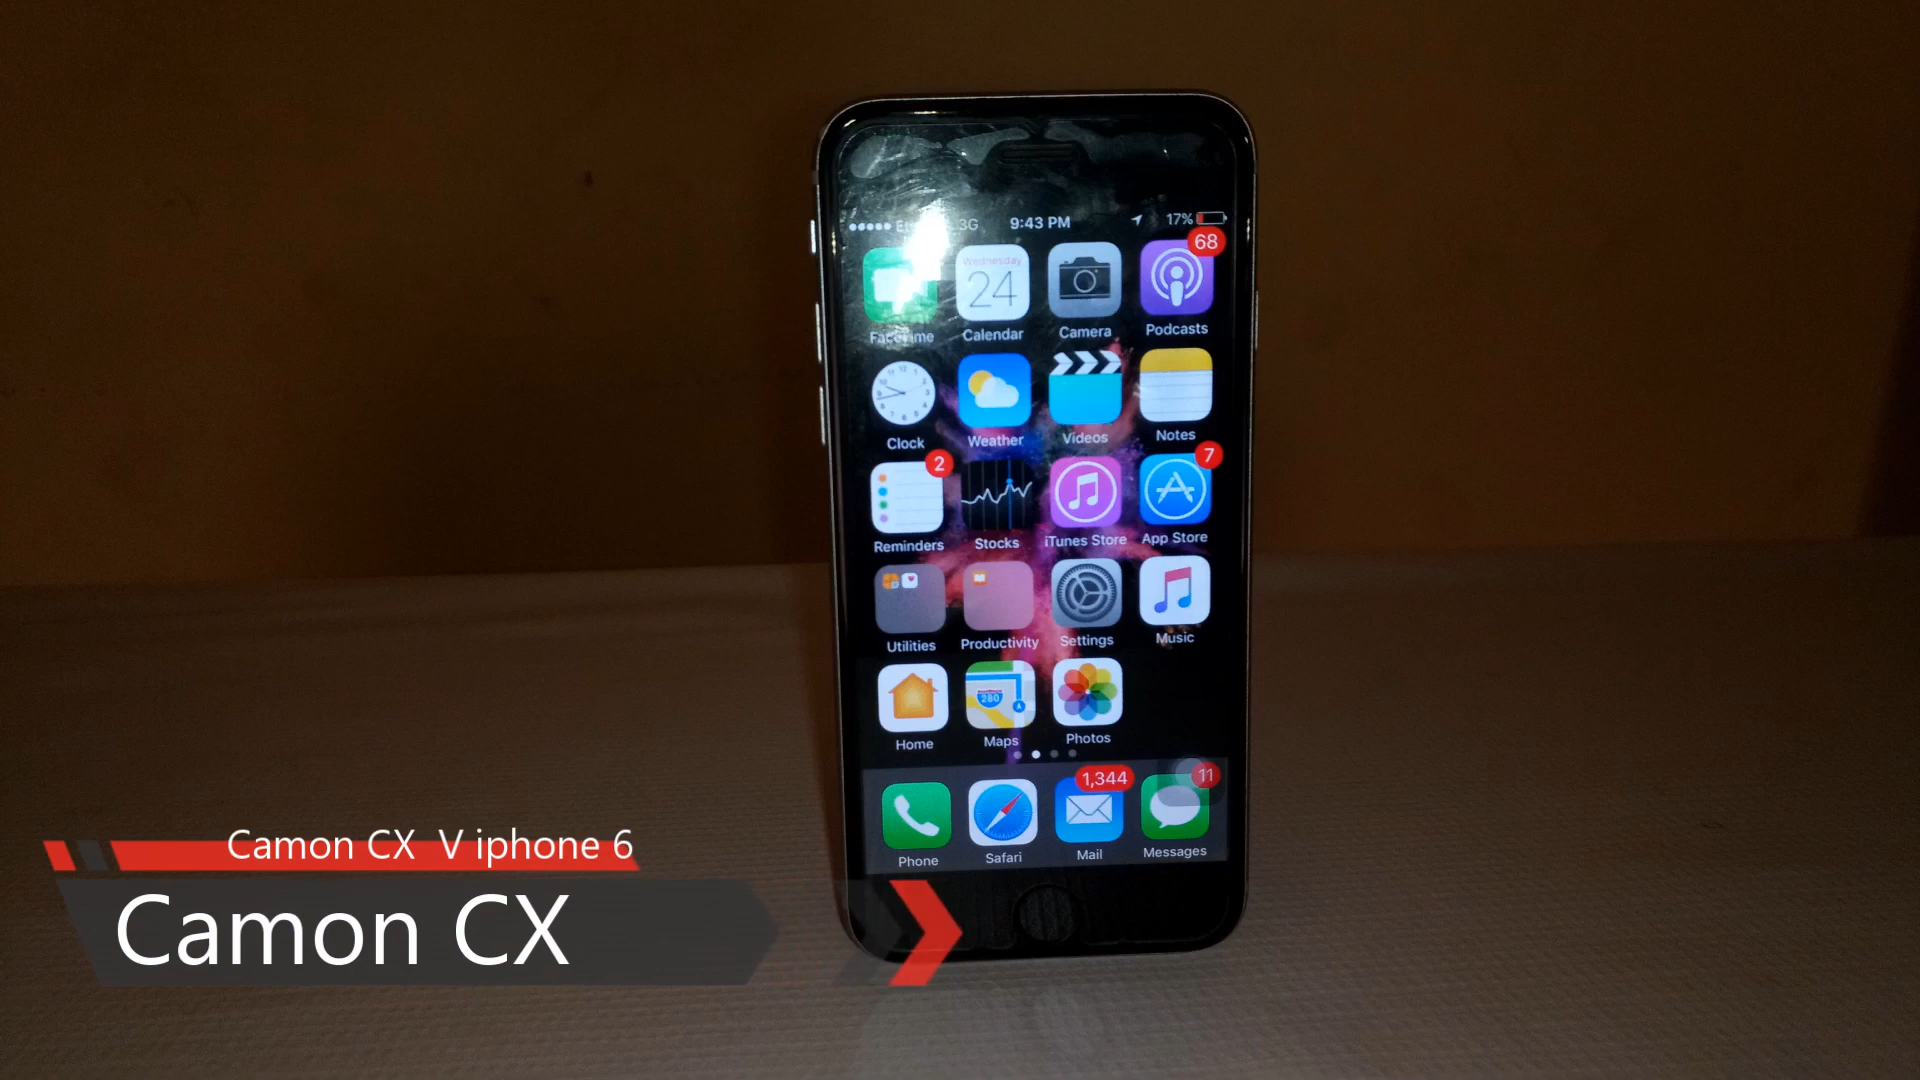 3G 9:43 PM 17%
68
Wednesday
24
FaceTime Calendar Camera Podcasts
Clock Weather Videos Notes
2 7
Reminders Stocks iTunes Store App Store
280
Utilities Productivity Settings Music
Home Maps Photos
1,344 11
Phone Safari Mail Messages
Camon CX V iphone 6
Camon CX